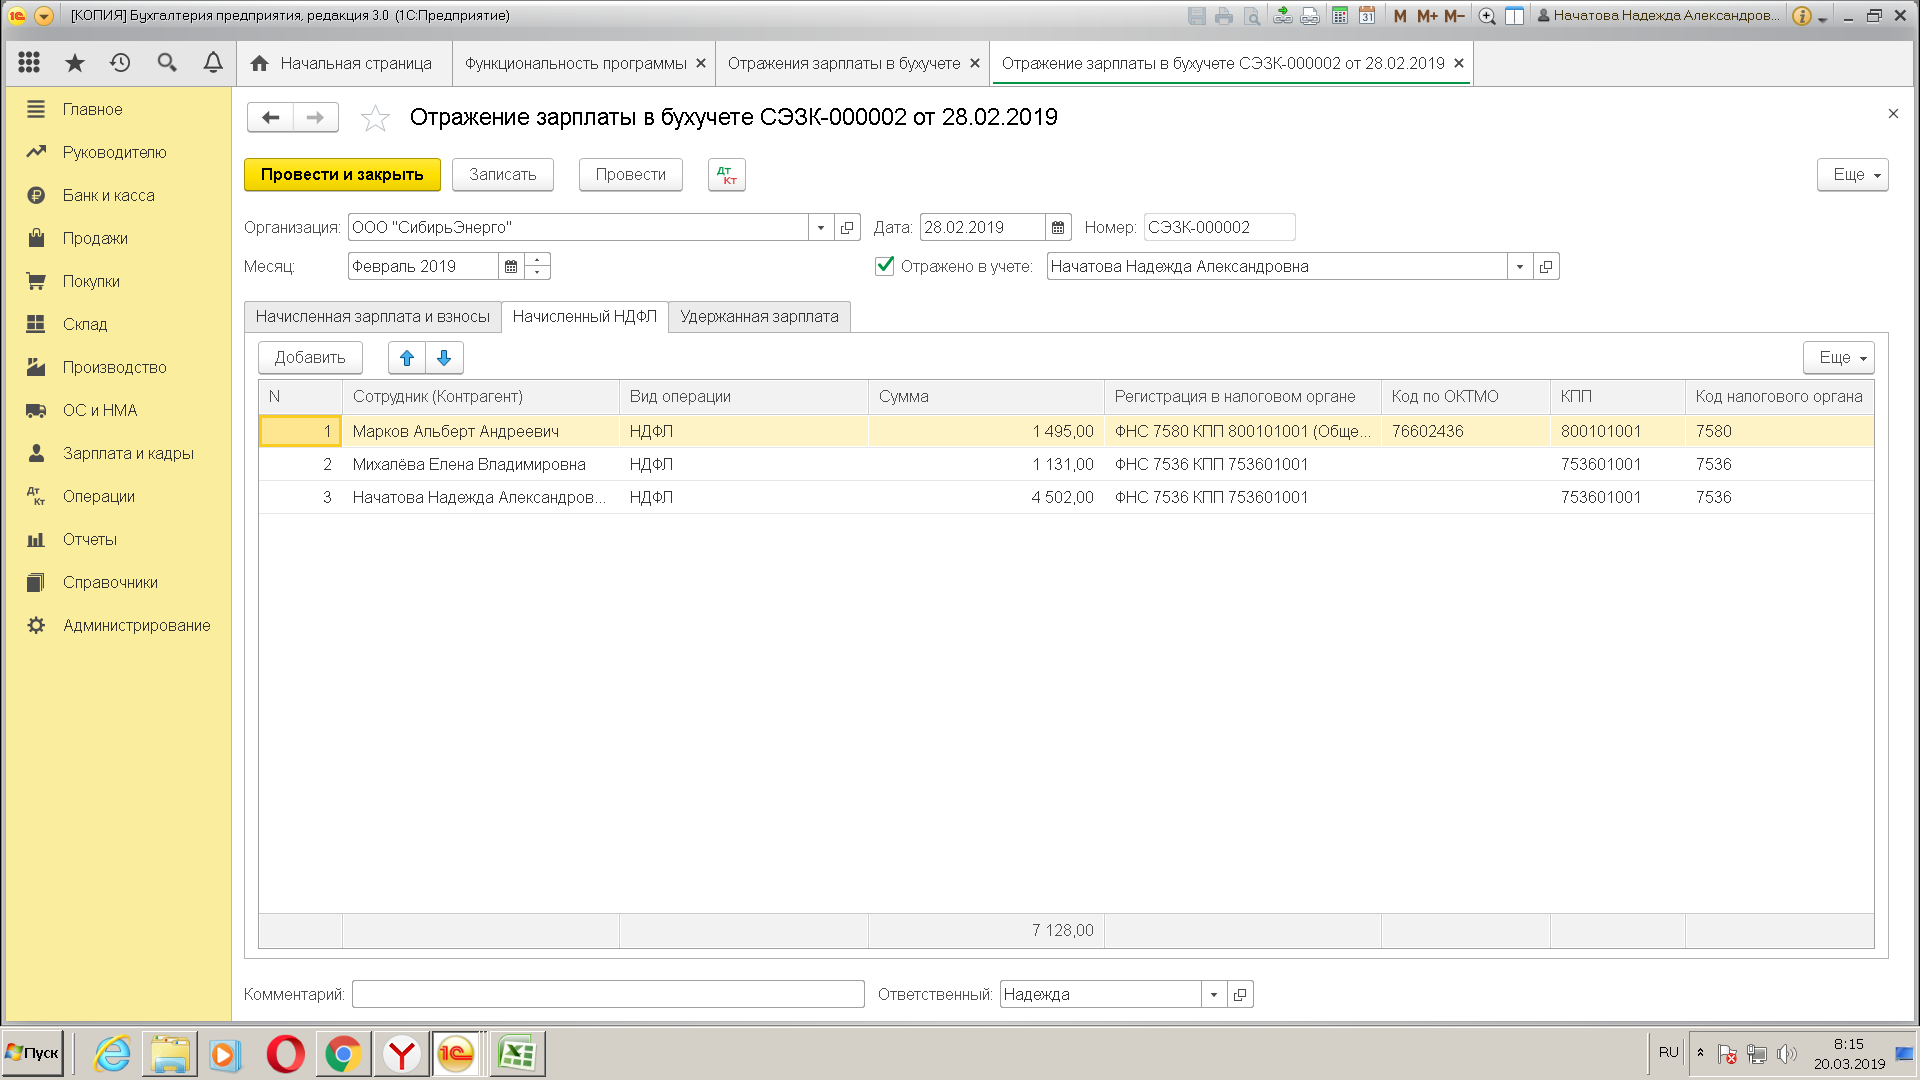 [КОПИЯ] Бухгалтерия предприятия, редакция 3.0 (1С:Предприятие)
31 M M+ M- Начатова Надежда Александров...
Начальная страница Функциональность программы Отражения зарплаты в бухучете Отражение зарплаты в бухучете СЭЗК-000002 от 28.02.2019
Главное
Руководителю
Банк и касса
Продажи
Покупки
Склад
Производство
ОС и НМА
Зарплата и кадры
Дт Кт Операции
Отчеты
Справочники
Администрирование
Отражение зарплаты в бухучете СЭЗК-000002 от 28.02.2019
Провести и закрыть Записать Провести Дт Кт Еще
Организация: ООО "СибирьЭнерго" Дата: 28.02.2019 Номер: СЭЗК-000002
Месяц: Февраль 2019 Отражено в учете: Начатова Надежда Александровна
Начисленная зарплата и взносы Начисленный НДФЛ Удержанная зарплата
Добавить Еще
N Сотрудник (Контрагент) Вид операции Сумма Регистрация в налоговом органе Код по ОКТМО КПП Код налогового органа
1 Марков Альберт Андреевич НДФЛ 1 495,00 ФНС 7580 КПП 800101001 (Обще... 76602436 800101001 7580
2 Михалёва Елена Владимировна НДФЛ 1 131,00 ФНС 7536 КПП 753601001 753601001 7536
3 Начатова Надежда Александров... НДФЛ 4 502,00 ФНС 7536 КПП 753601001 753601001 7536
7 128,00
Комментарий: Ответственный: Надежда
Пуск RU 8:15
20.03.2019